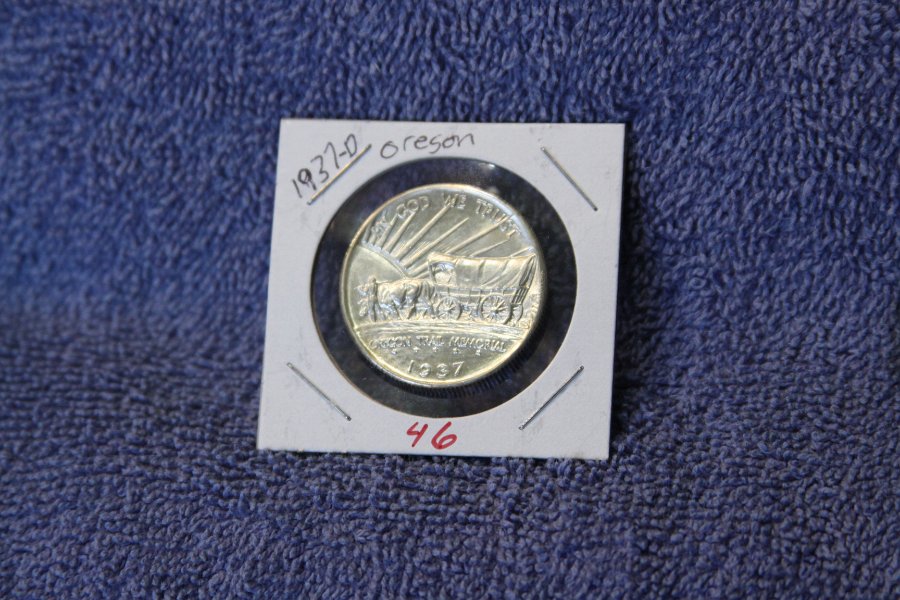 1937-D Oregon
IN GOD WE TRUST
OREGON TRAIL MEMORIAL
1937
46